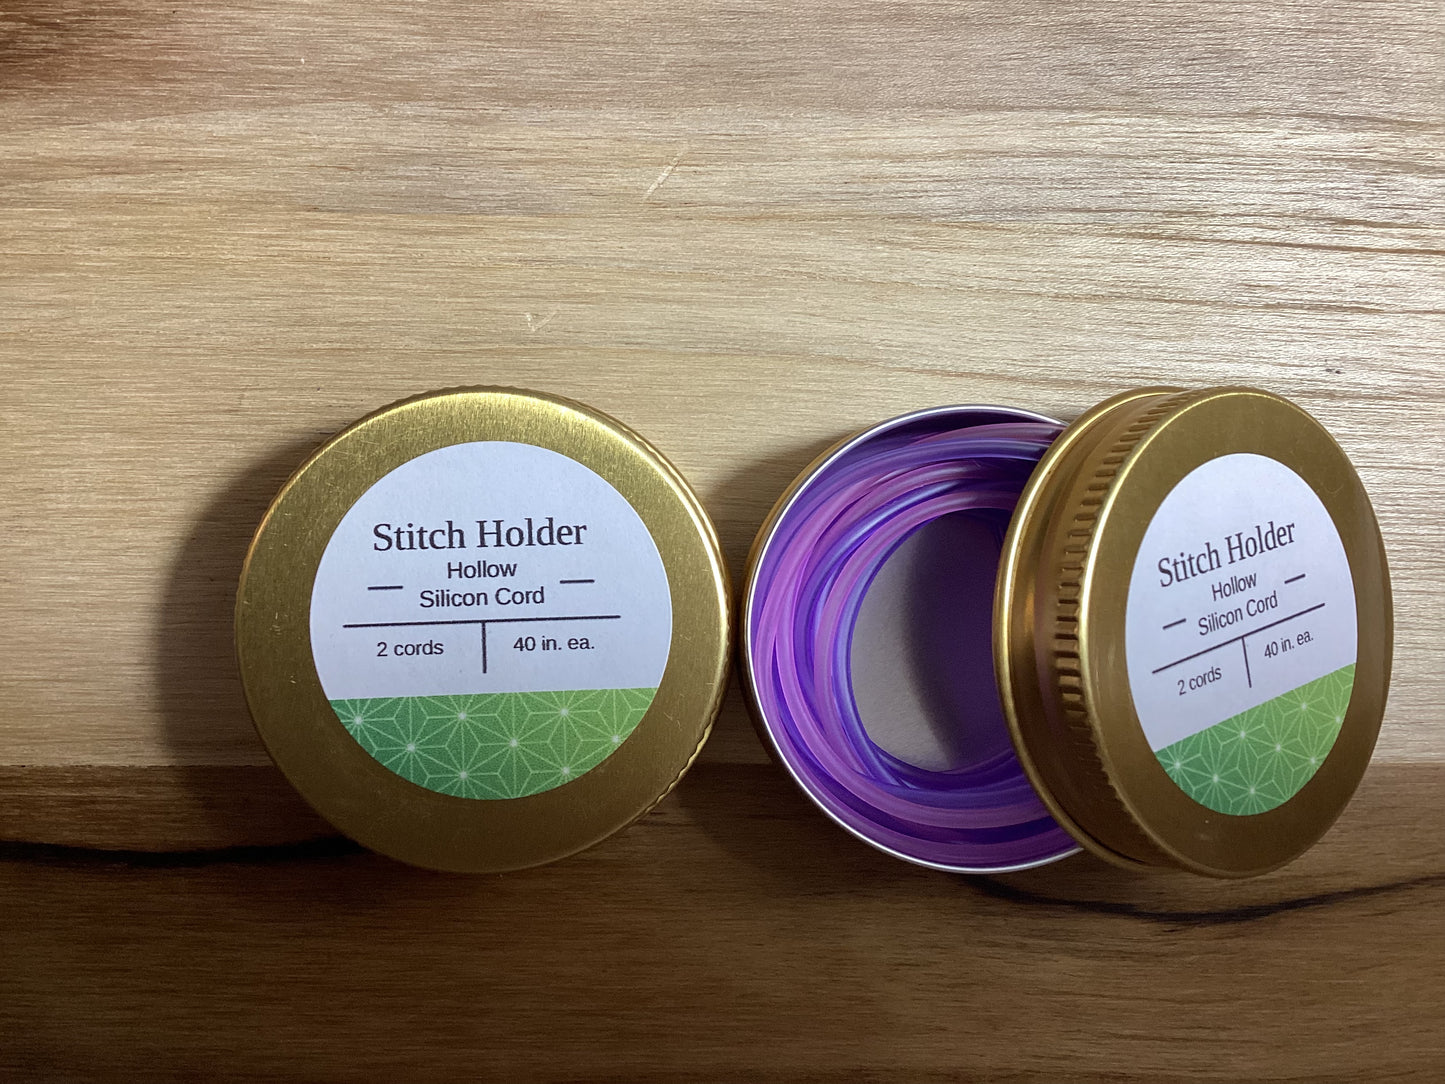 Stitch Holder
Hollow
Silicon Cord
2 cords
40 in. ea.
Stitch Holder
Hollow
Silicon Cord
2 cords
40 in. ea.